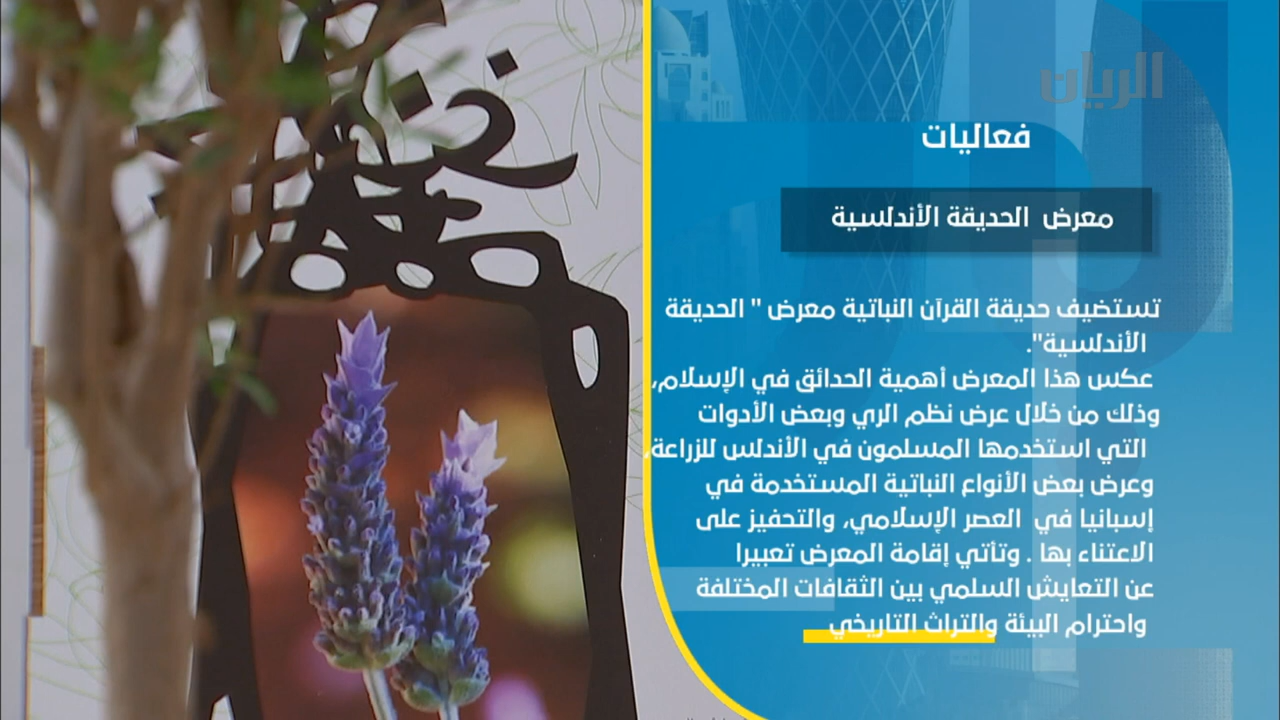 الريان
فعاليات
معرض الحديقة الأندلسية
تستضيف حديقة القرآن النباتية معرض " الحديقة
الأندلسية".
عكس هذا المعرض أهمية الحدائق في الإسلام,
وذلك من خلال عرض نظم الري وبعض الأدوات
التي استخدمها المسلمون في الأندلس للزراعة,
وعرض بعض الأنواع النباتية المستخدمة في
إسبانيا في العصر الإسلامي، والتحفيز على
الاعتناء بها . وتأتي إقامة المعرض تعبيرا
عن التعايش السلمي بين الثقافات المختلفة
واحترام البيئة والتراث التاريخي